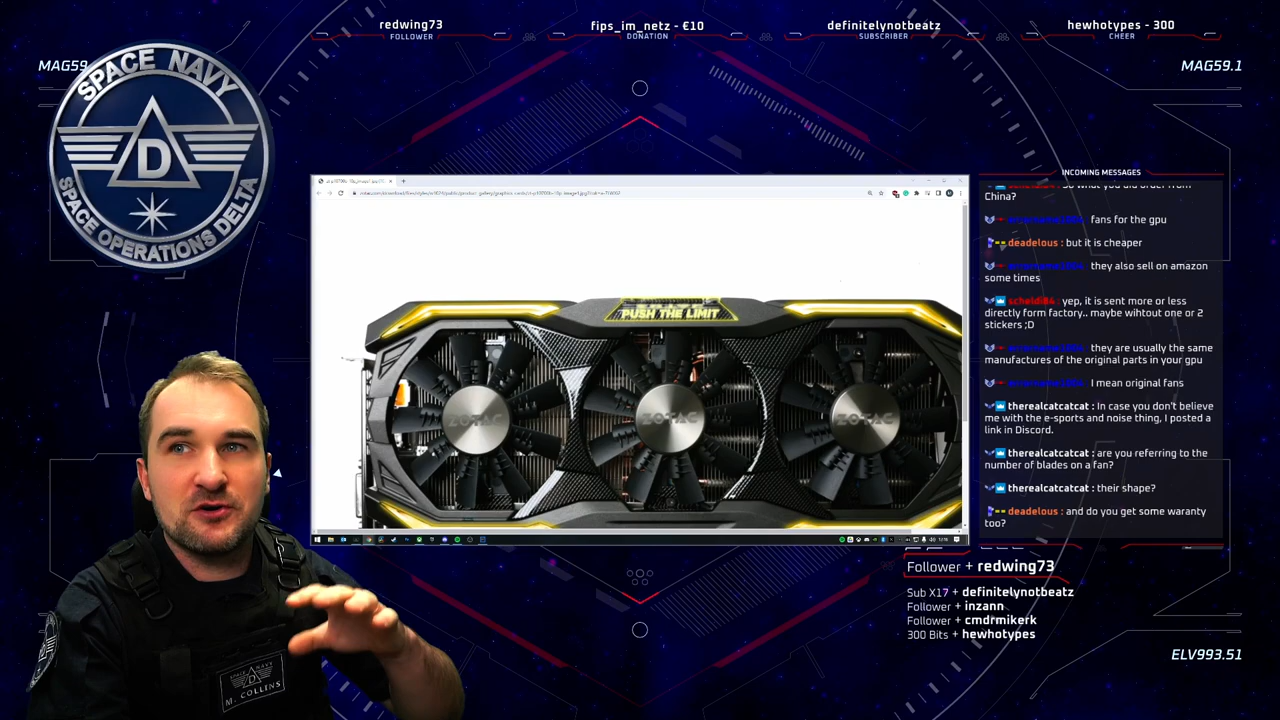 redwing73
FOLLOWER
fips_im_netz - €10
DONATION
definitelynotbeatz
SUBSCRIBER
hewhotypes - 300
CHEER
MAG59
MAG59.1
SPACE NAVY
D
SPACE OPERATIONS DELTA
INCOMING MESSAGES
China?
fans for the gpu
deadelous : but it is cheaper
they also sell on amazon
some times
scheldi84 : yep, it is sent more or less
directly form factory.. maybe wihtout one or 2
stickers ;D
they are usually the same
manufactures of the original parts in your gpu
I mean original fans
therealcatcatcat : In case you don't believe
me with the e-sports and noise thing, I posted a
link in Discord.
therealcatcatcat : are you referring to the
number of blades on a fan?
therealcatcatcat : their shape?
deadelous : and do you get some waranty
too?
PUSH THE LIMIT
ZOTAC
ZOTAC
ZOTAC
Follower + redwing73
Sub X17 + definitelynotbeatz
Follower + inzann
Follower + cmdrmikerk
300 Bits + hewhotypes
ELV993.51
SPACE NAVY
D
M. COLLINS